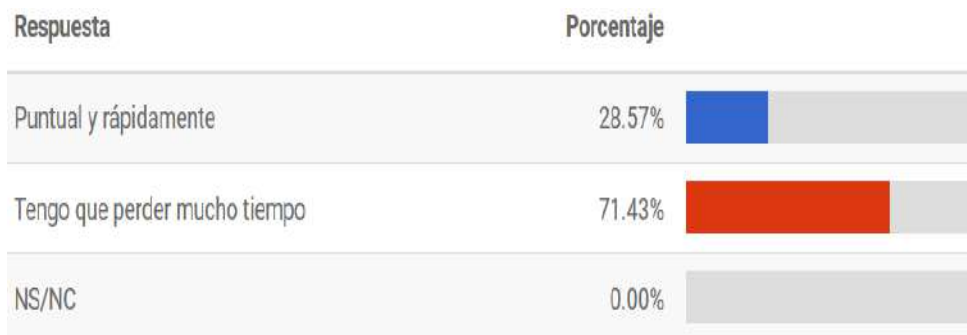 Respuesta Porcentaje
Puntual y rápidamente 28.57%
Tengo que perder mucho tiempo 71.43%
NS/NC 0.00%